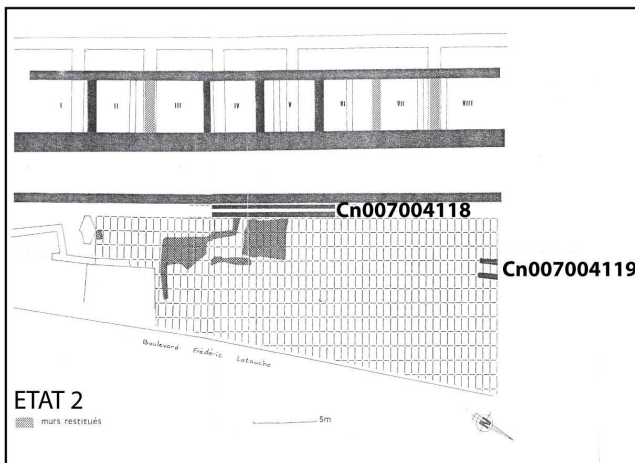 I II III IV V VI VII VIII
Cn007004118
Cn007004119
Boulevard Frédéric Latouche
ETAT 2
murs restitués
5m
N